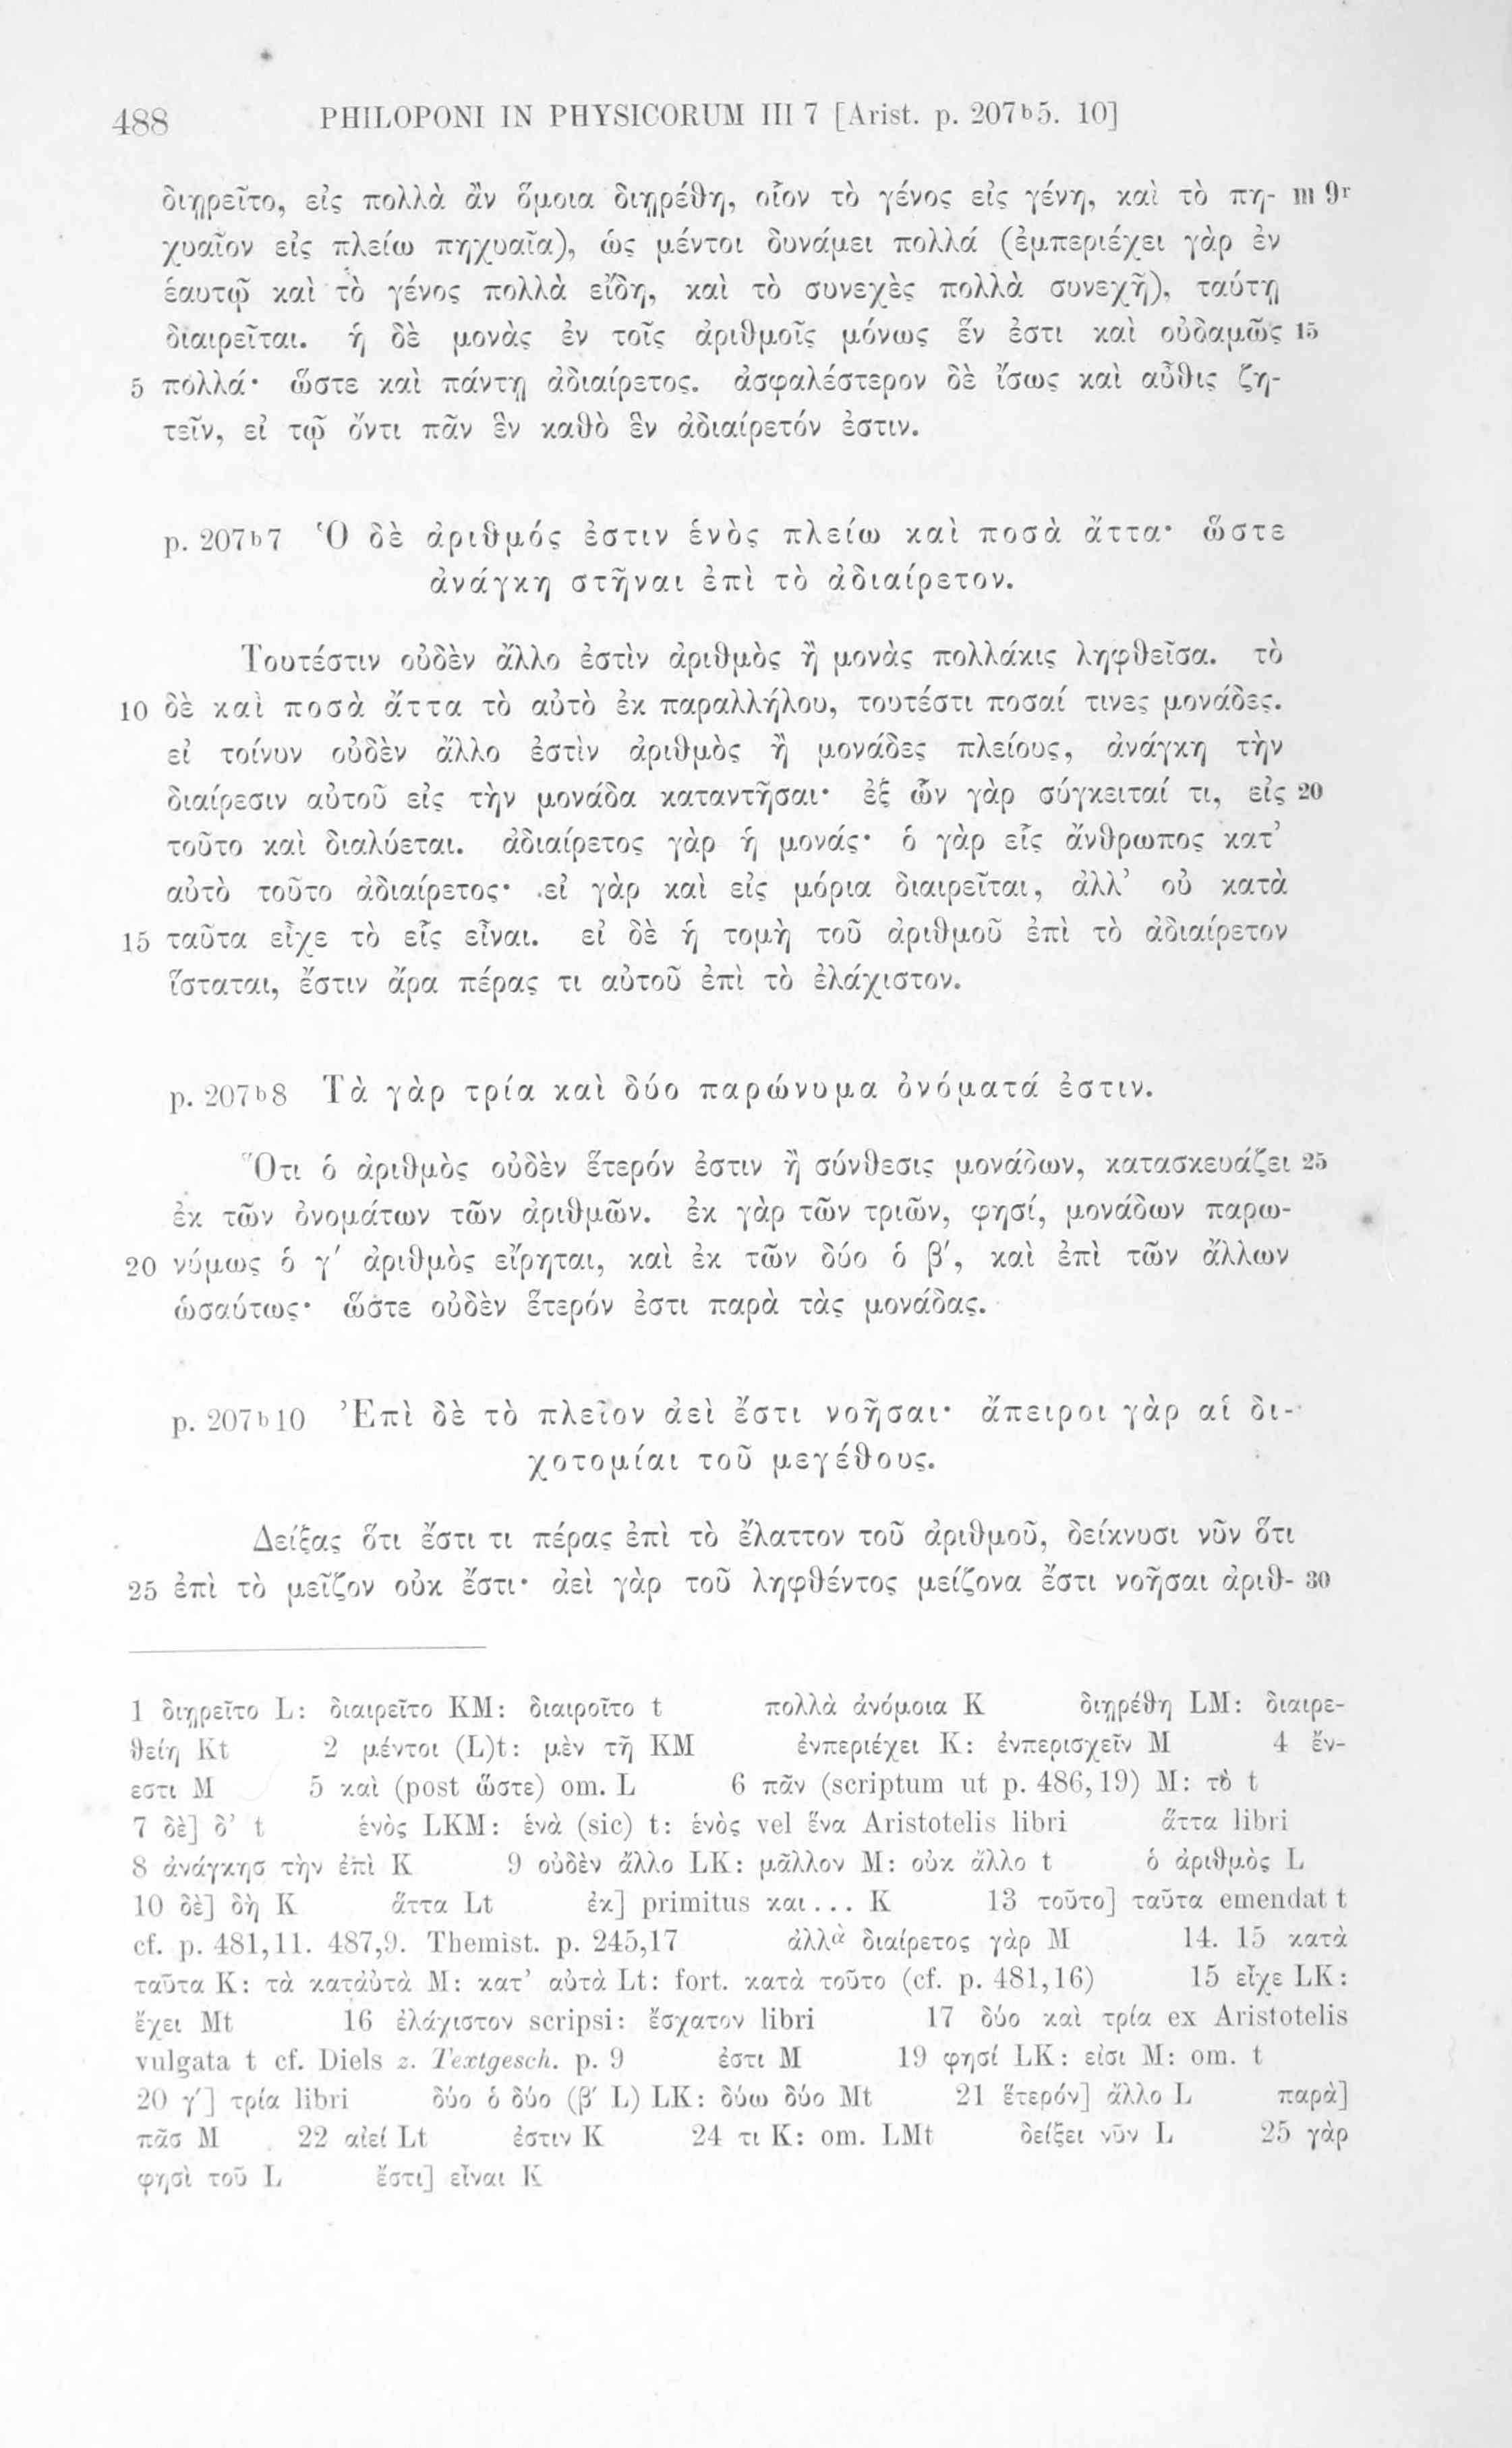 488 PHILOPONI IN PHYSICORUM III 7 [Arist. p. 207ᵇ5. 10]
διῃρεῖτο, εἰς πολλὰ ἂν ὅμοια διῃρέθη, οἷον τὸ γένος εἰς γένη, καὶ τὸ πη- m 9ʳ
χυαῖον εἰς πλείω πηχυαῖα), ὡς μέντοι δυνάμει πολλά (ἐμπεριέχει γὰρ ἐν
ἑαυτῷ καὶ τὸ γένος πολλὰ εἴδη, καὶ τὸ συνεχὲς πολλὰ συνεχῆ), ταύτῃ
διαιρεῖται. ἡ δὲ μονὰς ἐν τοῖς ἀριθμοῖς μόνως ἕν ἐστι καὶ οὐδαμῶς 15
5 πολλά· ὥστε καὶ πάντῃ ἀδιαίρετος. ἀσφαλέστερον δὲ ἴσως καὶ αὖθις ζη-
τεῖν, εἰ τῷ ὄντι πᾶν ἓν καθὸ ἓν ἀδιαίρετόν ἐστιν.
p. 207ᵇ7 Ὁ δὲ ἀριθμός ἐστιν ἑνὸς πλείω καὶ ποσὰ ἄττα· ὥστε
ἀνάγκη στῆναι ἐπὶ τὸ ἀδιαίρετον.
Τουτέστιν οὐδὲν ἄλλο ἐστὶν ἀριθμὸς ἢ μονὰς πολλάκις ληφθεῖσα. τὸ
10 δὲ καὶ ποσὰ ἄττα τὸ αὐτὸ ἐκ παραλλήλου, τουτέστι ποσαί τινες μονάδες.
εἰ τοίνυν οὐδὲν ἄλλο ἐστὶν ἀριθμὸς ἢ μονάδες πλείους, ἀνάγκη τὴν
διαίρεσιν αὐτοῦ εἰς τὴν μονάδα καταντῆσαι· ἐξ ὧν γὰρ σύγκειταί τι, εἰς 20
τοῦτο καὶ διαλύεται. ἀδιαίρετος γὰρ ἡ μονάς· ὁ γὰρ εἷς ἄνθρωπος κατ’
αὐτὸ τοῦτο ἀδιαίρετος· εἰ γὰρ καὶ εἰς μόρια διαιρεῖται, ἀλλ’ οὐ κατὰ
15 ταῦτα εἶχε τὸ εἷς εἶναι. εἰ δὲ ἡ τομὴ τοῦ ἀριθμοῦ ἐπὶ τὸ ἀδιαίρετον
ἵσταται, ἔστιν ἄρα πέρας τι αὐτοῦ ἐπὶ τὸ ἐλάχιστον.
p. 207ᵇ8 Τὰ γὰρ τρία καὶ δύο παρώνυμα ὀνόματά ἐστιν.
Ὅτι ὁ ἀριθμὸς οὐδὲν ἕτερόν ἐστιν ἢ σύνθεσις μονάδων, κατασκευάζει 25
ἐκ τῶν ὀνομάτων τῶν ἀριθμῶν. ἐκ γὰρ τῶν τριῶν, φησί, μονάδων παρω-
20 νύμως ὁ γʹ ἀριθμὸς εἴρηται, καὶ ἐκ τῶν δύο ὁ βʹ, καὶ ἐπὶ τῶν ἄλλων
ὡσαύτως· ὥστε οὐδὲν ἕτερόν ἐστι παρὰ τὰς μονάδας.
p. 207ᵇ10 Ἐπὶ δὲ τὸ πλεῖον ἀεὶ ἔστι νοῆσαι· ἄπειροι γὰρ αἱ δι-
χοτομίαι τοῦ μεγέθους.
Δείξας ὅτι ἔστι τι πέρας ἐπὶ τὸ ἔλαττον τοῦ ἀριθμοῦ, δείκνυσι νῦν ὅτι
25 ἐπὶ τὸ μεῖζον οὐκ ἔστι· ἀεὶ γὰρ τοῦ ληφθέντος μείζονα ἔστι νοῆσαι ἀριθ- 30
1 διῃρεῖτο L: διαιρεῖτο KM: διαιροῖτο t πολλὰ ἀνόμοια K διῃρέθη LM: διαιρε-
θείη Kt 2 μέντοι (L)t: μὲν τῆ KM ἐνπεριέχει K: ἐνπερισχεῖν M 4 ἔν-
εστι M 5 καὶ (post ὥστε) om. L 6 πᾶν (scriptum ut p. 486,19) M: τὸ t
7 δὲ] δ’ t ἑνὸς LKM: ἑνὰ (sic) t: ἑνὸς vel ἕνα Aristotelis libri ἅττα libri
8 ἀνάγκησ τὴν ἐπὶ K 9 οὐδὲν ἄλλο LK: μᾶλλον M: οὐκ ἄλλο t ὁ ἀριθμὸς L
10 δὲ] δὴ K ἅττα Lt ἐκ] primitus και... K 13 τοῦτο] ταῦτα emendat t
cf. p. 481,11. 487,9. Themist. p. 245,17 ἀλλὰ διαίρετος γὰρ M 14. 15 κατὰ
ταῦτα K: τὰ κατἀὐτὰ M: κατ’ αὐτὰ Lt: fort. κατὰ τοῦτο (cf. p. 481,16) 15 εἶχε LK:
ἔχει Mt 16 ἐλάχιστον scripsi: ἔσχατον libri 17 δύο καὶ τρία ex Aristotelis
vulgata t cf. Diels z. Textgesch. p. 9 ἐστι M 19 φησί LK: εἰσι M: om. t
20 γʹ] τρία libri δύο ὁ δύο (βʹ L) LK: δύω δύο Mt 21 ἕτερόν] ἄλλο L παρὰ]
πᾶσ M 22 αἰεί Lt ἐστιν K 24 τι K: om. LMt δείξει νῦν L 25 γὰρ
φησὶ τοῦ L ἔστι] εἶναι K